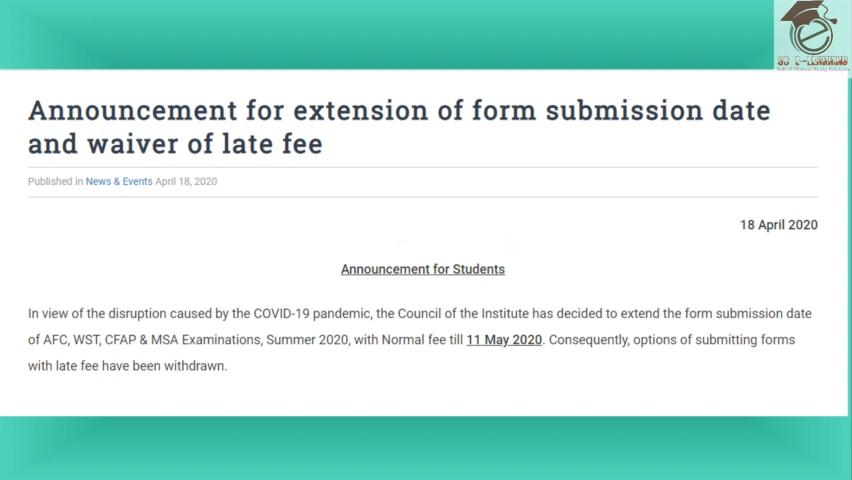 GC E-LEARNING
Announcement for extension of form submission date
and waiver of late fee
Published in News & Events April 18, 2020
18 April 2020
Announcement for Students
In view of the disruption caused by the COVID-19 pandemic, the Council of the Institute has decided to extend the form submission date
of AFC, WST, CFAP & MSA Examinations, Summer 2020, with Normal fee till 11 May 2020. Consequently, options of submitting forms
with late fee have been withdrawn.